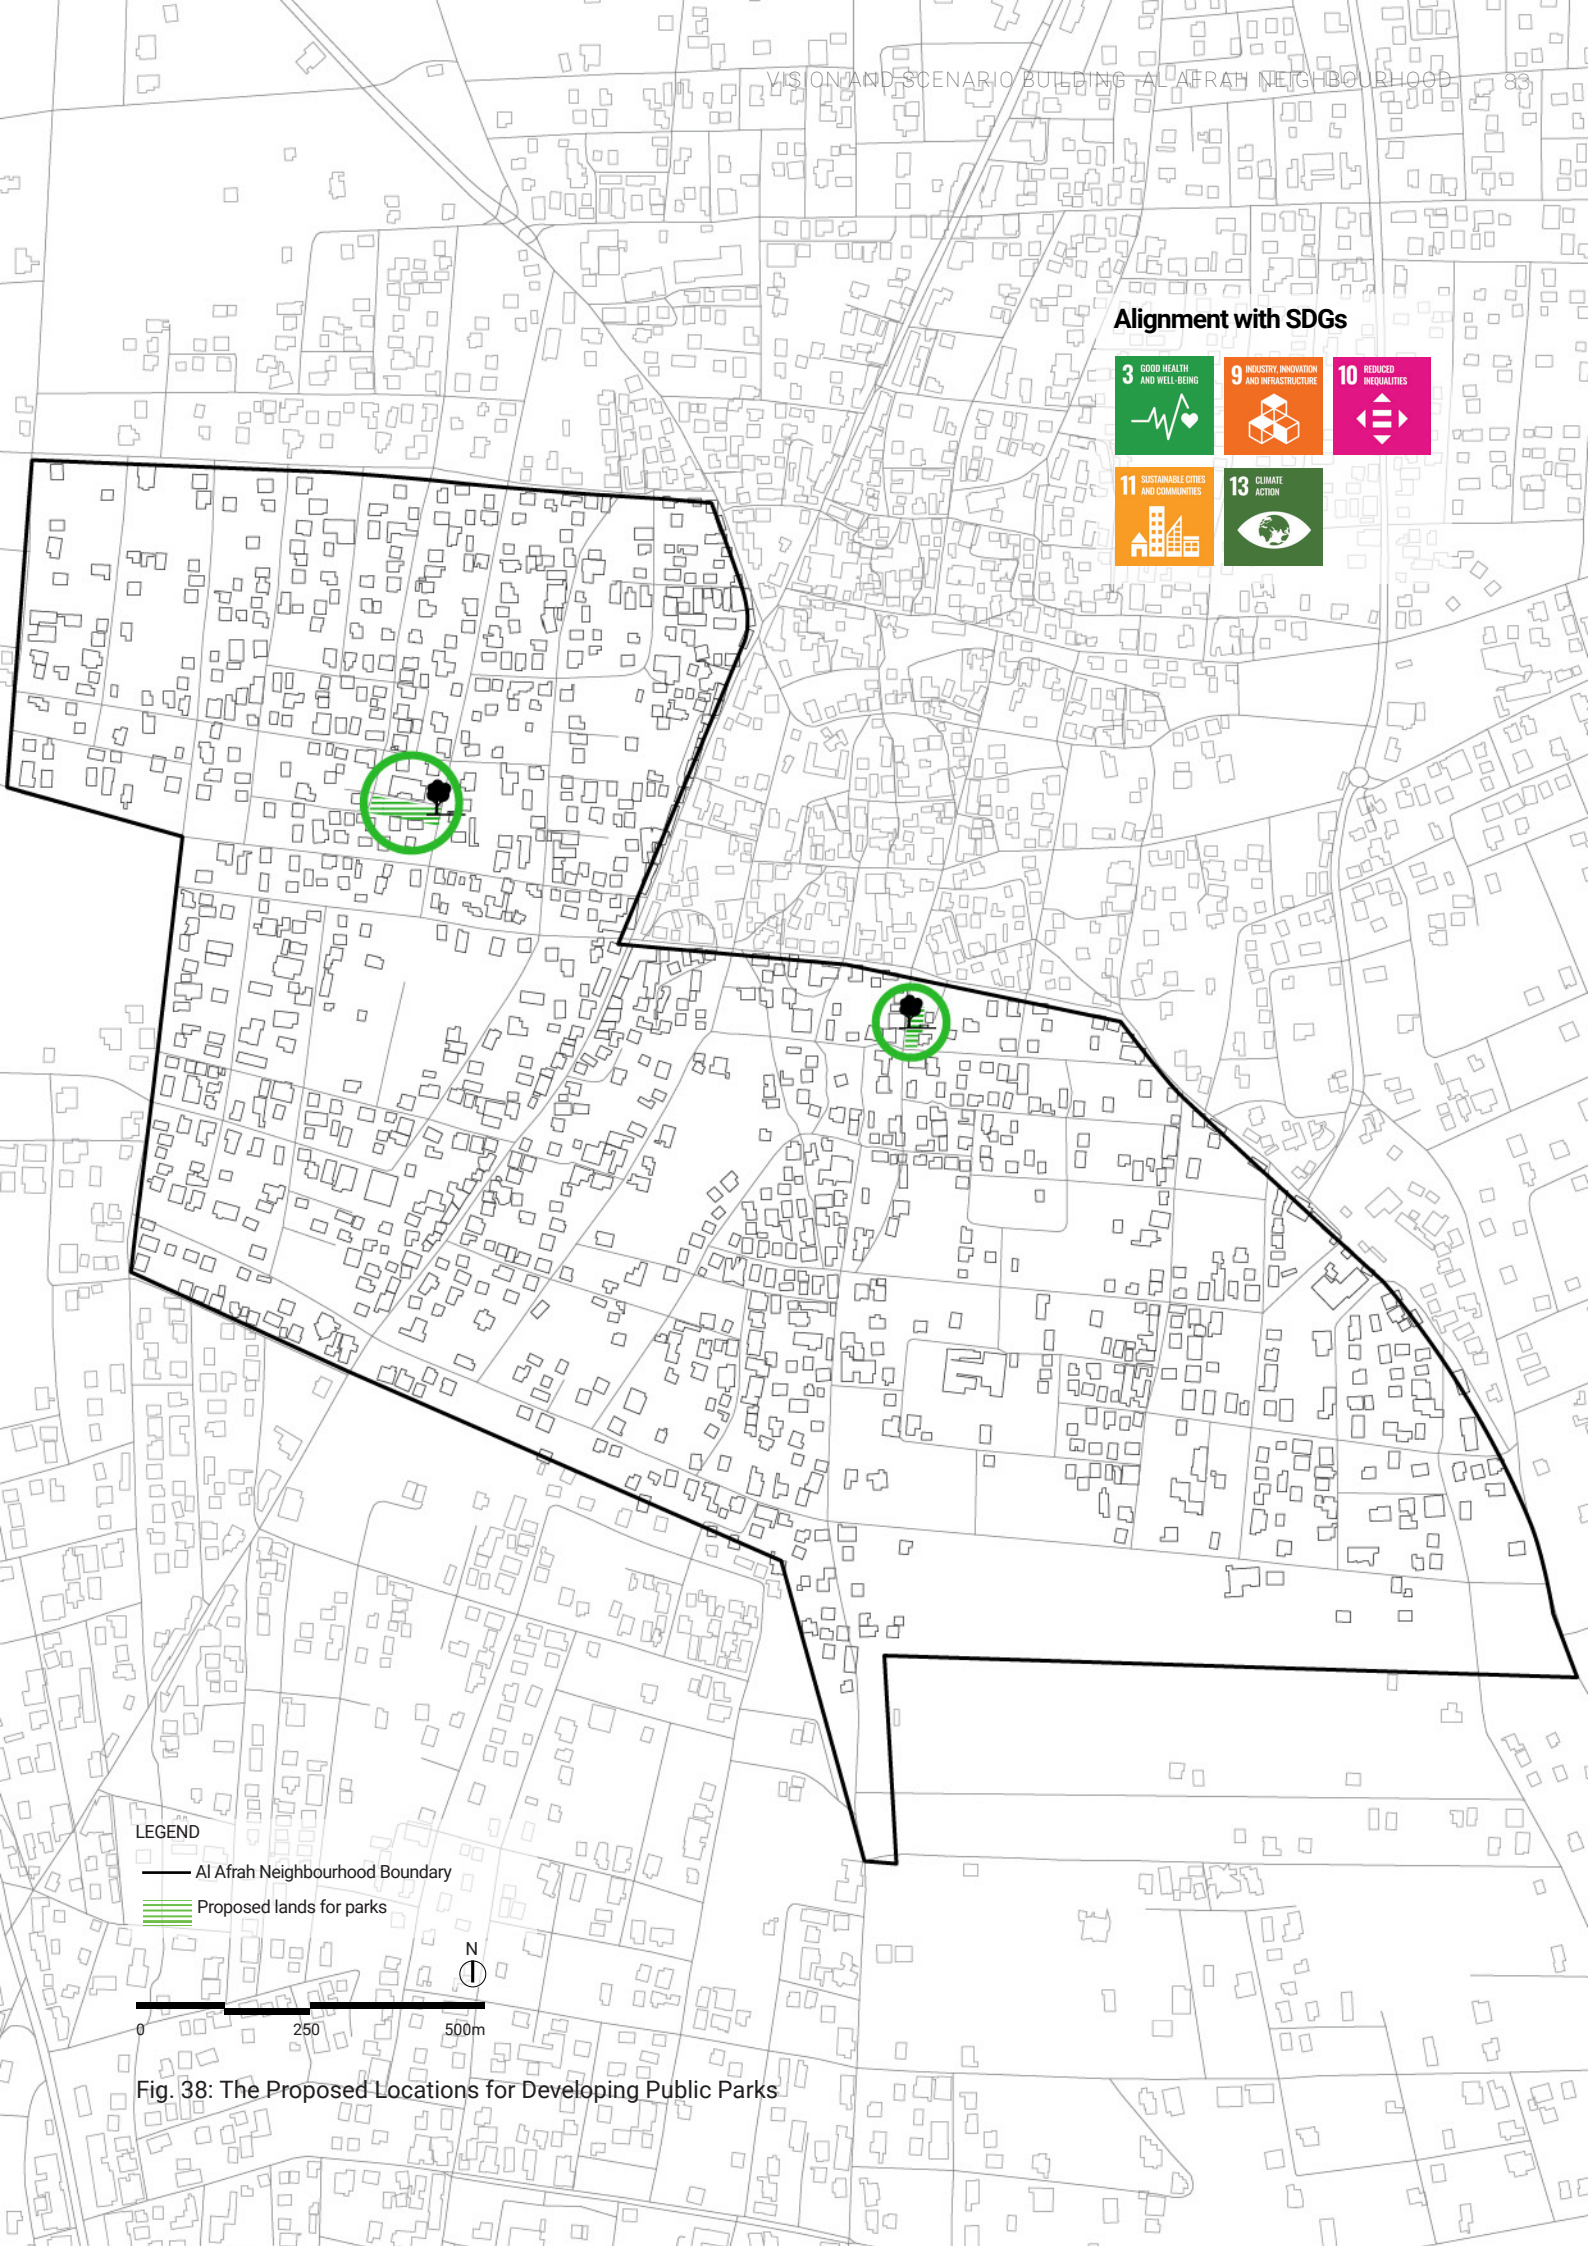 VISION AND SCENARIO BUILDING - AL AFRAH NEIGHBOURHOOD 83
Alignment with SDGs
3 GOOD HEALTH
AND WELL-BEING
9 INDUSTRY, INNOVATION
AND INFRASTRUCTURE
10 REDUCED
INEQUALITIES
11 SUSTAINABLE CITIES
AND COMMUNITIES
13 CLIMATE
ACTION
LEGEND
Al Afrah Neighbourhood Boundary
Proposed lands for parks
N
0 250 500m
Fig. 38: The Proposed Locations for Developing Public Parks